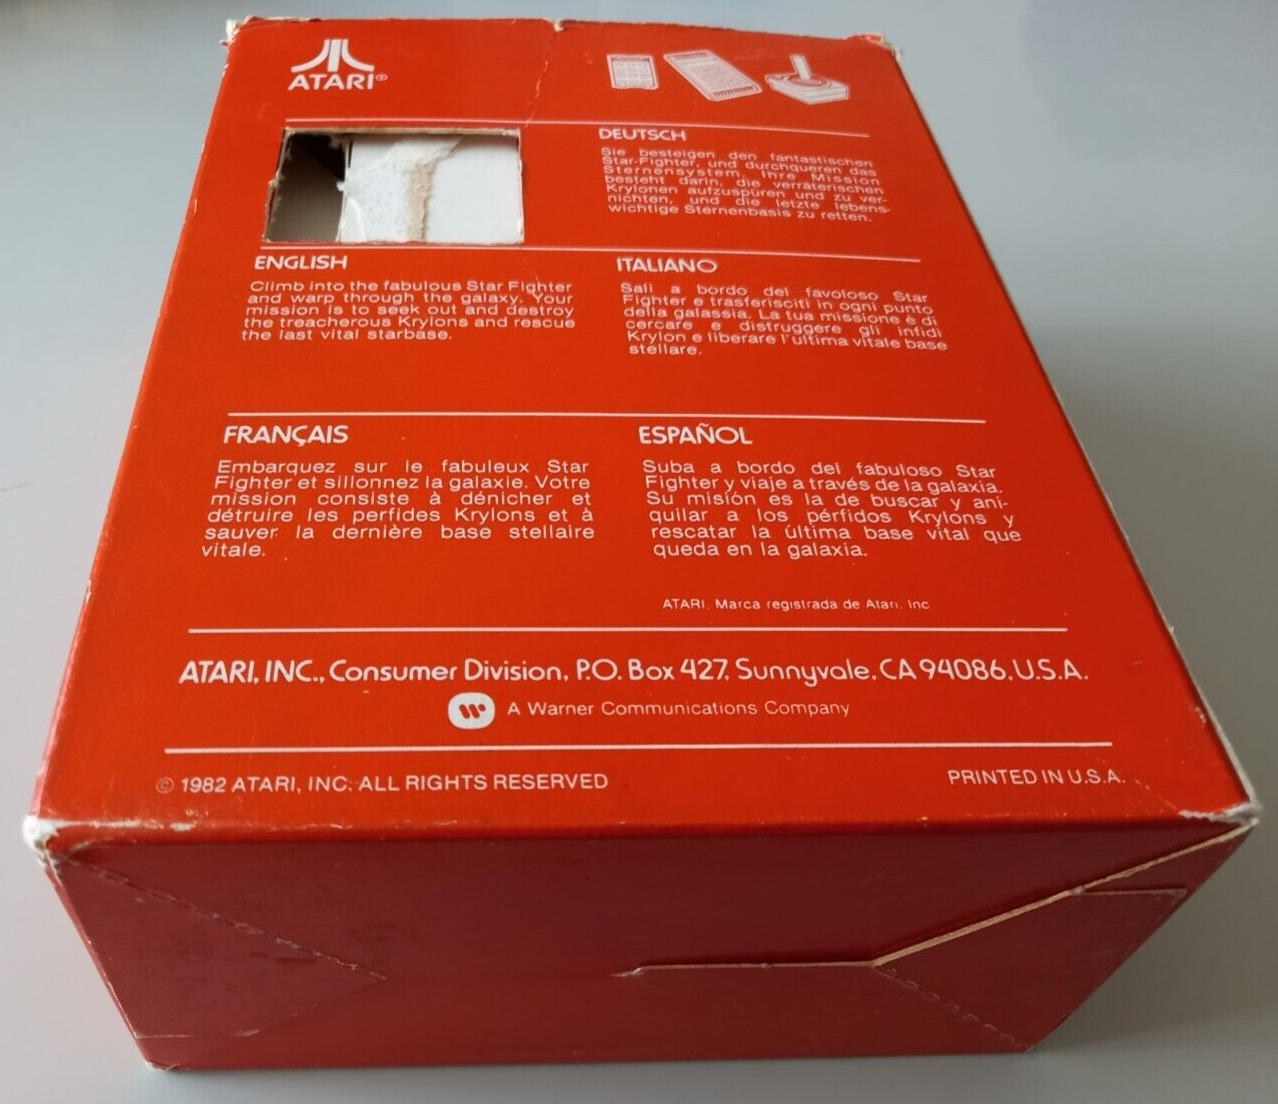 ATARI®
DEUTSCH
Sie besteigen den fantastischen
Star-Fighter, und durchqueren das
Sternensystem. Ihre Mission
besteht darin, die verräterischen
Krylonen aufzuspüren und zu ver-
nichten, und die letzte lebens-
wichtige Sternenbasis zu retten.
ENGLISH
Climb into the fabulous Star Fighter
and warp through the galaxy. Your
mission is to seek out and destroy
the treacherous Krylons and rescue
the last vital starbase.
ITALIANO
Sali a bordo del favoloso Star
Fighter e trasferisciti in ogni punto
della galassia. La tua missione è di
cercare e distruggere gli infidi
Krylon e liberare l'ultima vitale base
stellare.
FRANÇAIS
Embarquez sur le fabuleux Star
Fighter et sillonnez la galaxie. Votre
mission consiste à dénicher et
détruire les perfides Krylons et à
sauver la dernière base stellaire
vitale.
ESPAÑOL
Suba a bordo del fabuloso Star
Fighter y viaje a través de la galaxia.
Su misión es la de buscar y ani-
quilar a los pérfidos Krylons y
rescatar la última base vital que
queda en la galaxia.
ATARI. Marca registrada de Atari, Inc
ATARI, INC., Consumer Division, P.O. Box 427, Sunnyvale, CA 94086, U.S.A.
A Warner Communications Company
© 1982 ATARI, INC. ALL RIGHTS RESERVED
PRINTED IN U.S.A.